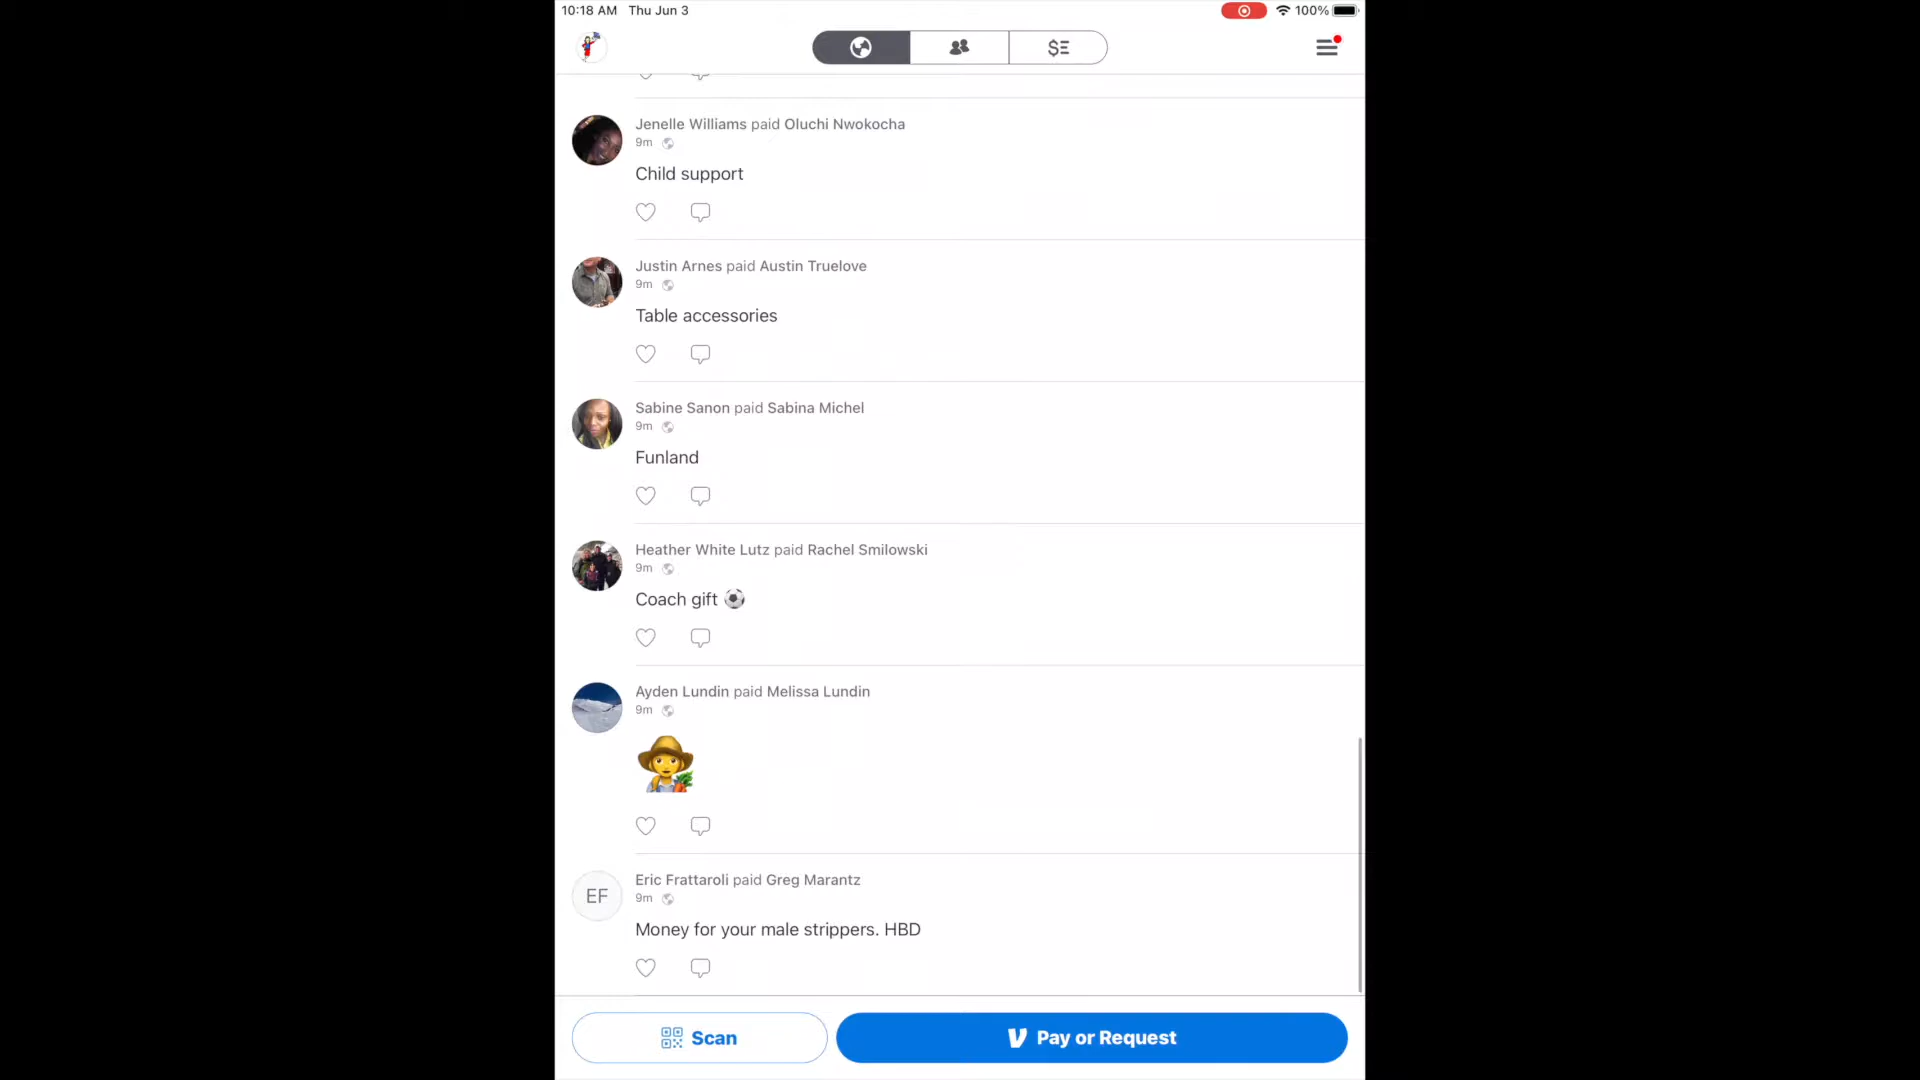 10:18 AM Thu Jun 3
100%
$
Jenelle Williams paid Oluchi Nwokocha
9m
Child support
Justin Arnes paid Austin Truelove
9m
Table accessories
Sabine Sanon paid Sabina Michel
9m
Funland
Heather White Lutz paid Rachel Smilowski
9m
Coach gift ⚽
Ayden Lundin paid Melissa Lundin
9m
EF
Eric Frattaroli paid Greg Marantz
9m
Money for your male strippers. HBD
Scan
Pay or Request